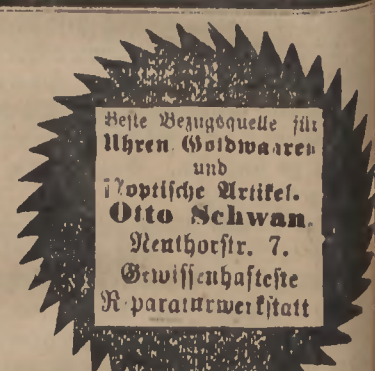 Beste Bezugsquelle für
Uhren Goldwaaren
und
optische Artikel.
Otto Schwan,
Neuthorstr. 7.
Gewissenhafteste
Reparaturwerkstatt